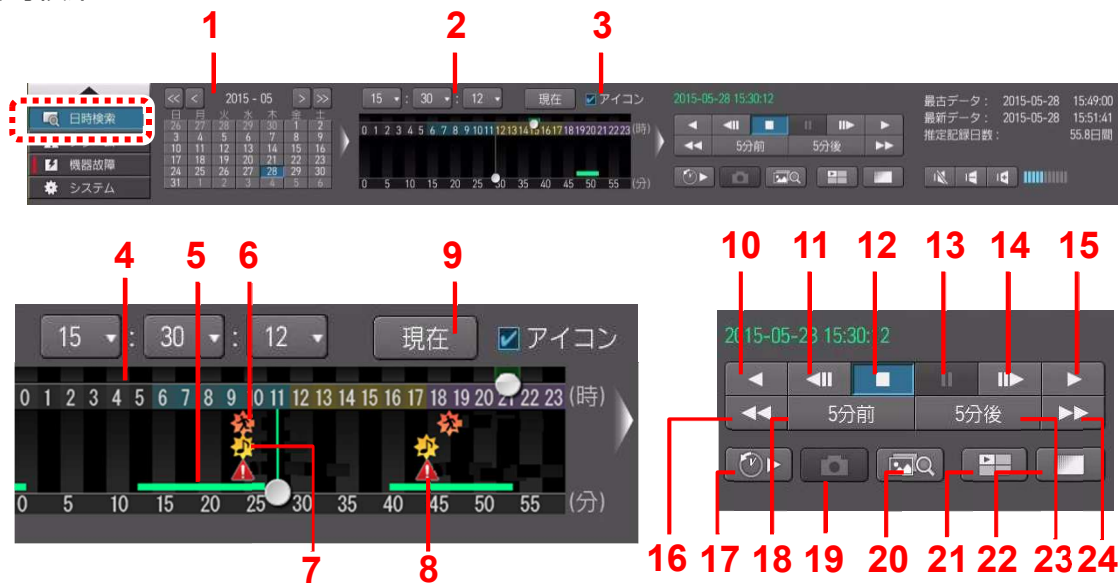 1 2 3
日時検索
機器故障
システム
<< < 2015 - 05 > >>
日 月 火 水 木 金 土
26 27 28 29 30 1 2
3 4 5 6 7 8 9
10 11 12 13 14 15 16
17 18 19 20 21 22 23
24 25 26 27 28 29 30
31 1 2 3 4 5 6
15 : 30 : 12 現在 アイコン
0 1 2 3 4 5 6 7 8 9 10 11 12 13 14 15 16 17 18 19 20 21 22 23 (時)
0 5 10 15 20 25 30 35 40 45 50 55 (分)
2015-05-28 15:30:12
5分前 5分後
最古データ: 2015-05-28 15:49:00
最新データ: 2015-05-28 15:51:41
推定記録日数: 55.8日間
4 5 6 9
15 : 30 : 12 現在 アイコン
0 1 2 3 4 5 6 7 8 9 10 11 12 13 14 15 16 17 18 19 20 21 22 23 (時)
0 5 10 15 20 25 30 35 40 45 50 55 (分)
7 8
10 11 12 13 14 15
2015-05-28 15:30:12
5分前 5分後
16 17 18 19 20 21 22 23 24